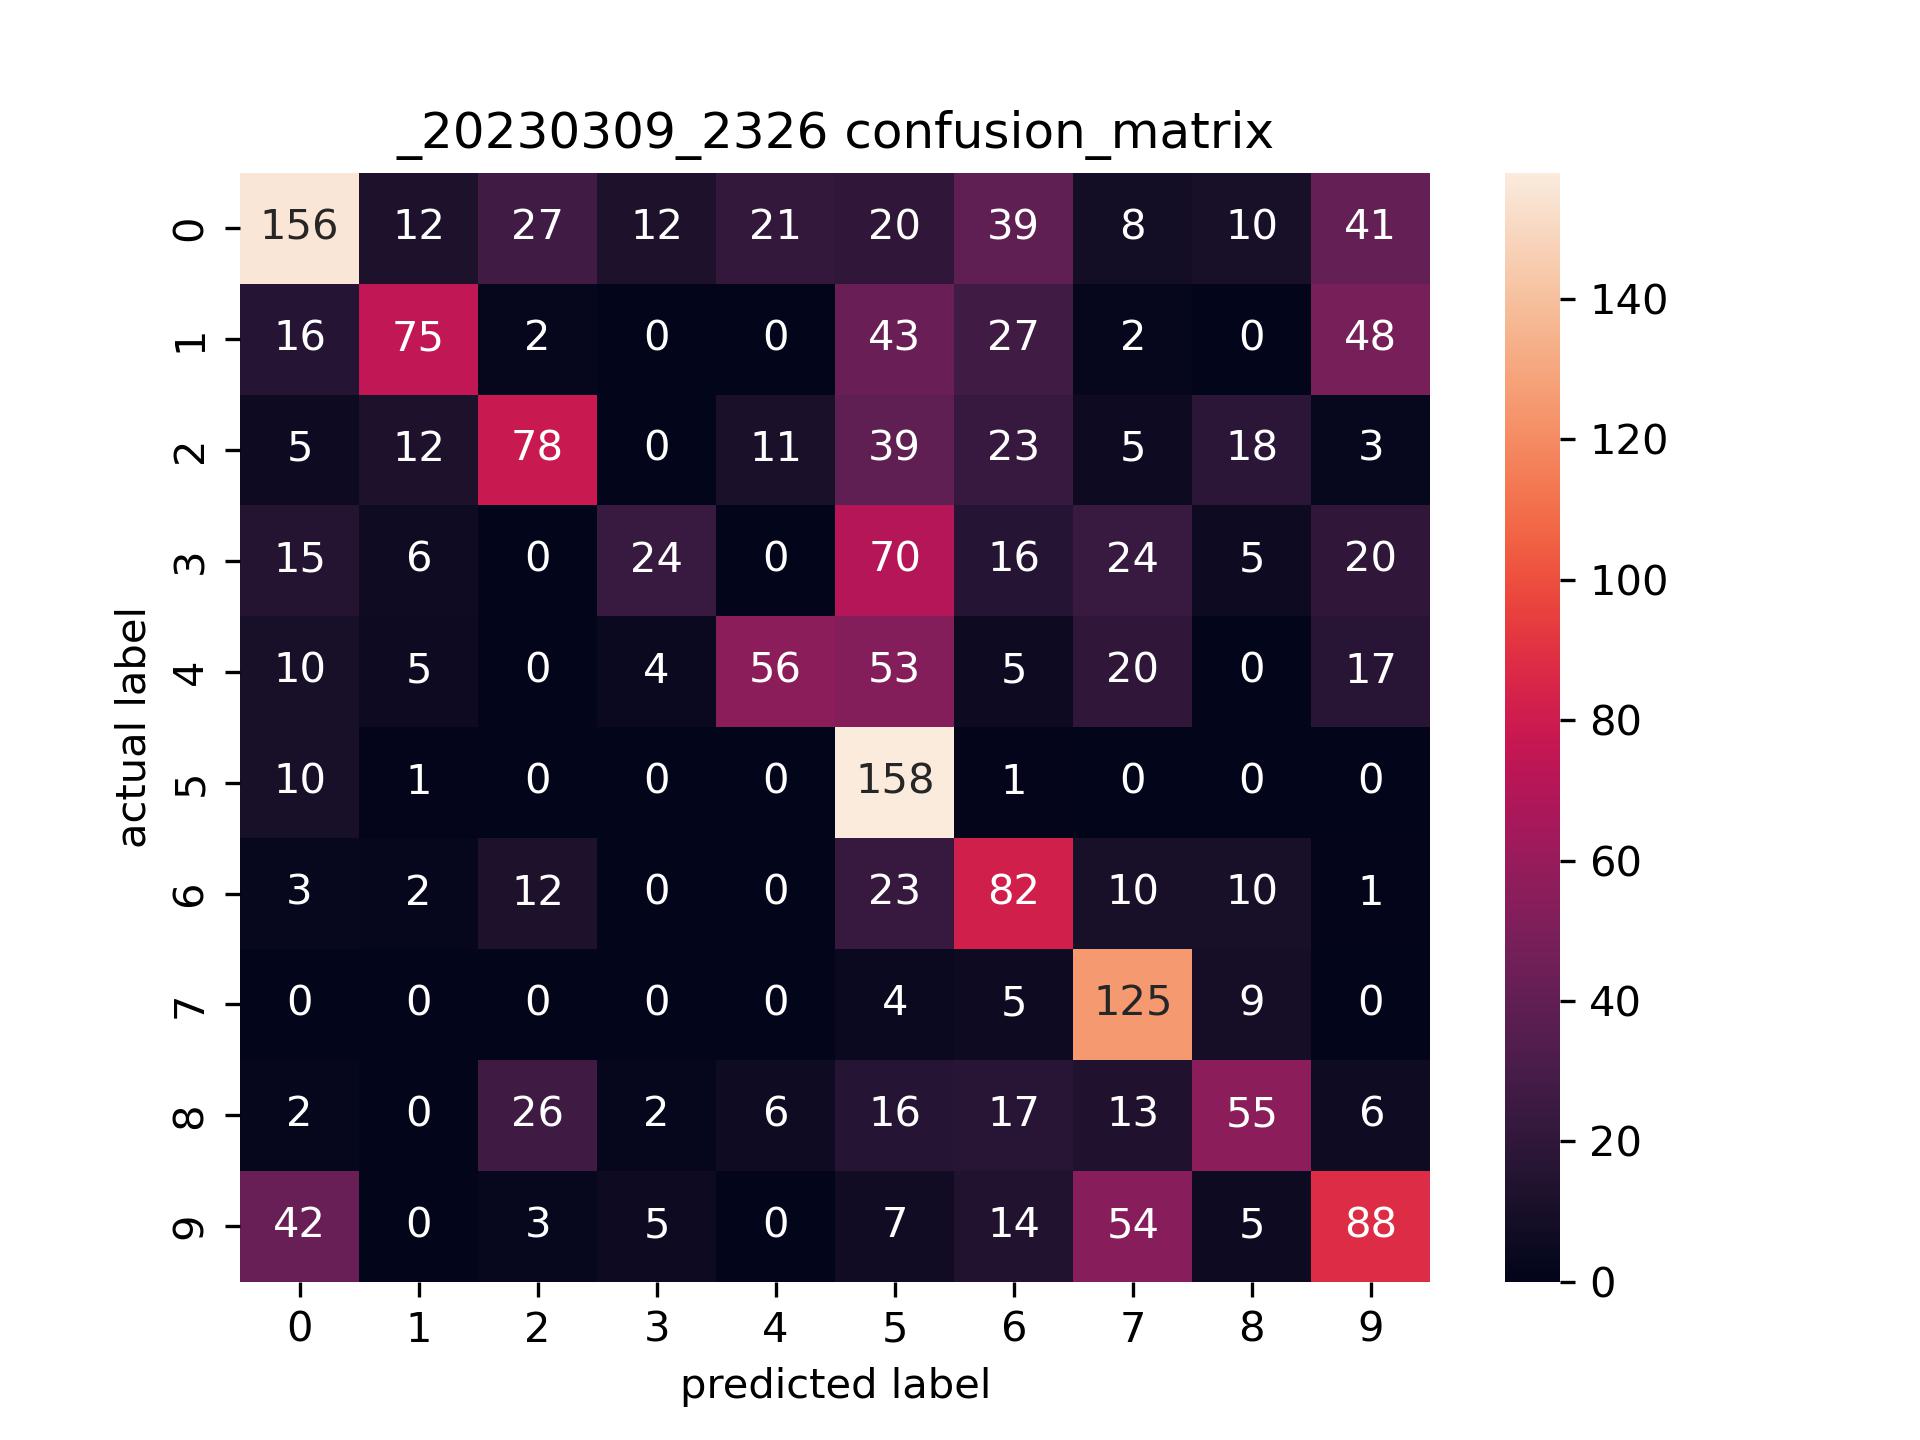 _20230309_2326 confusion_matrix
0 156 12 27 12 21 20 39 8 10 41
1 16 75 2 0 0 43 27 2 0 48
2 5 12 78 0 11 39 23 5 18 3
3 15 6 0 24 0 70 16 24 5 20
4 10 5 0 4 56 53 5 20 0 17
5 10 1 0 0 0 158 1 0 0 0
6 3 2 12 0 0 23 82 10 10 1
7 0 0 0 0 0 4 5 125 9 0
8 2 0 26 2 6 16 17 13 55 6
9 42 0 3 5 0 7 14 54 5 88
0 1 2 3 4 5 6 7 8 9
predicted label
actual label
140
120
100
80
60
40
20
0